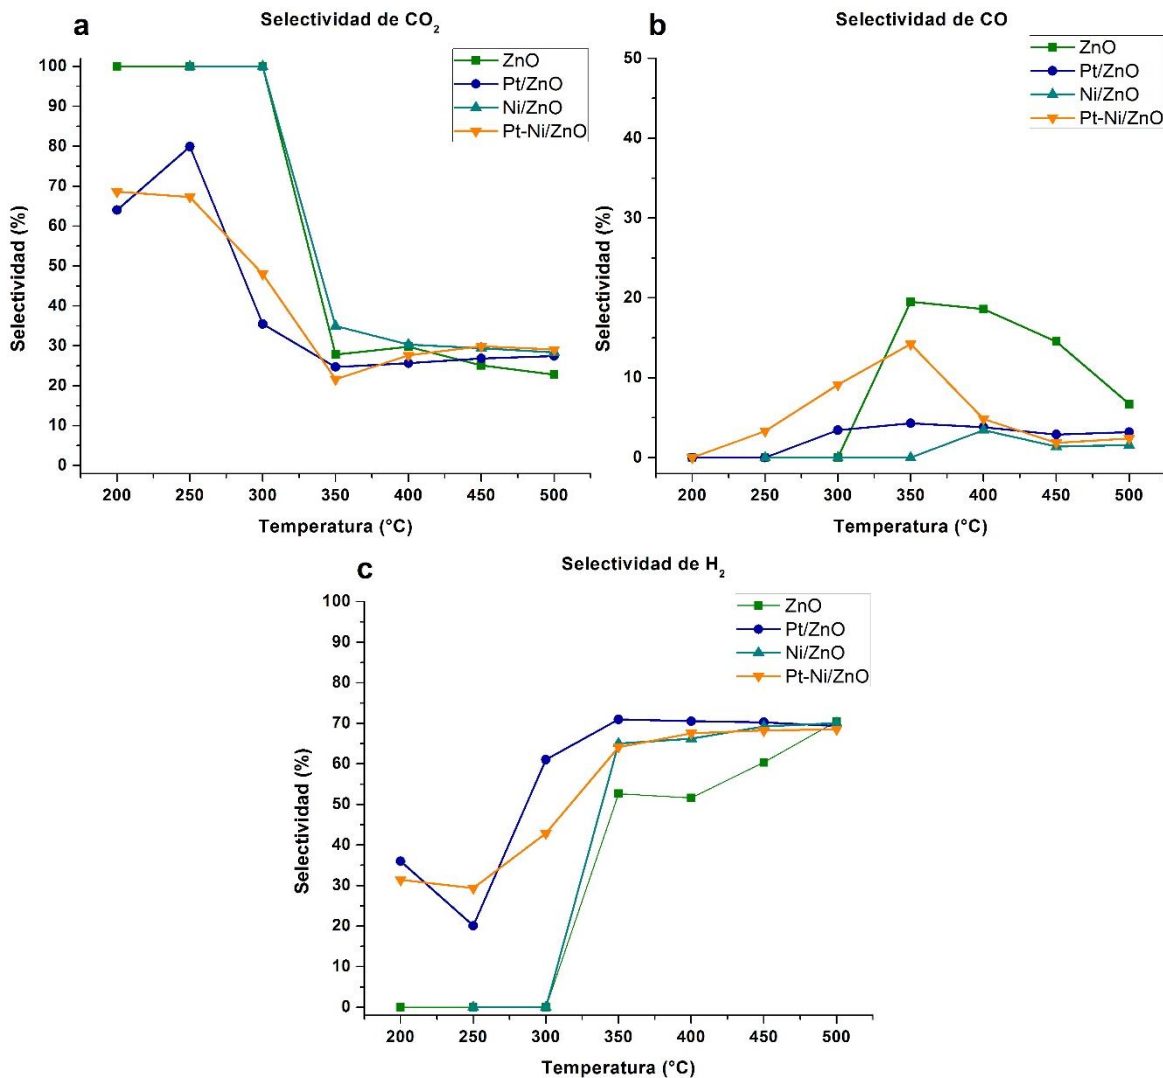 a
Selectividad de CO₂
ZnO
Pt/ZnO
Ni/ZnO
Pt-Ni/ZnO
100
90
80
70
60
50
40
30
20
10
0
Selectividad (%)
200 250 300 350 400 450 500
Temperatura (°C)
b
Selectividad de CO
ZnO
Pt/ZnO
Ni/ZnO
Pt-Ni/ZnO
50
40
30
20
10
0
Selectividad (%)
200 250 300 350 400 450 500
Temperatura (°C)
c
Selectividad de H₂
ZnO
Pt/ZnO
Ni/ZnO
Pt-Ni/ZnO
100
90
80
70
60
50
40
30
20
10
0
Selectividad (%)
200 250 300 350 400 450 500
Temperatura (°C)